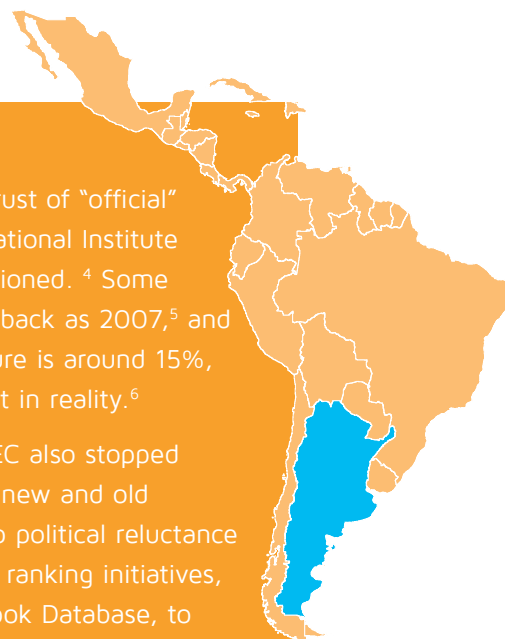 rust of “official”
ational Institute
ioned. ⁴ Some
back as 2007,⁵ and
ure is around 15%,
t in reality.⁶
EC also stopped
new and old
o political reluctance
ranking initiatives,
ook Database, to